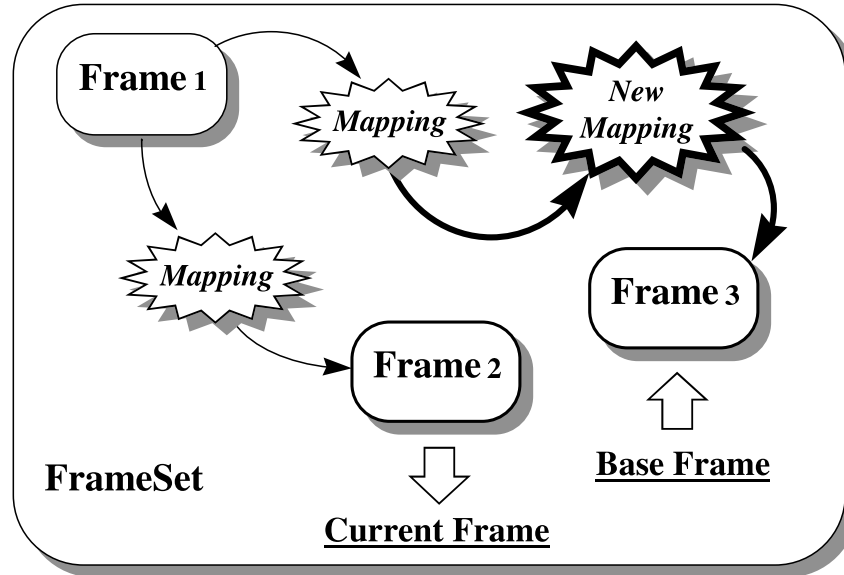 Frame 1
Mapping
New
Mapping
Mapping
Frame 3
Frame 2
Base Frame
FrameSet
Current Frame